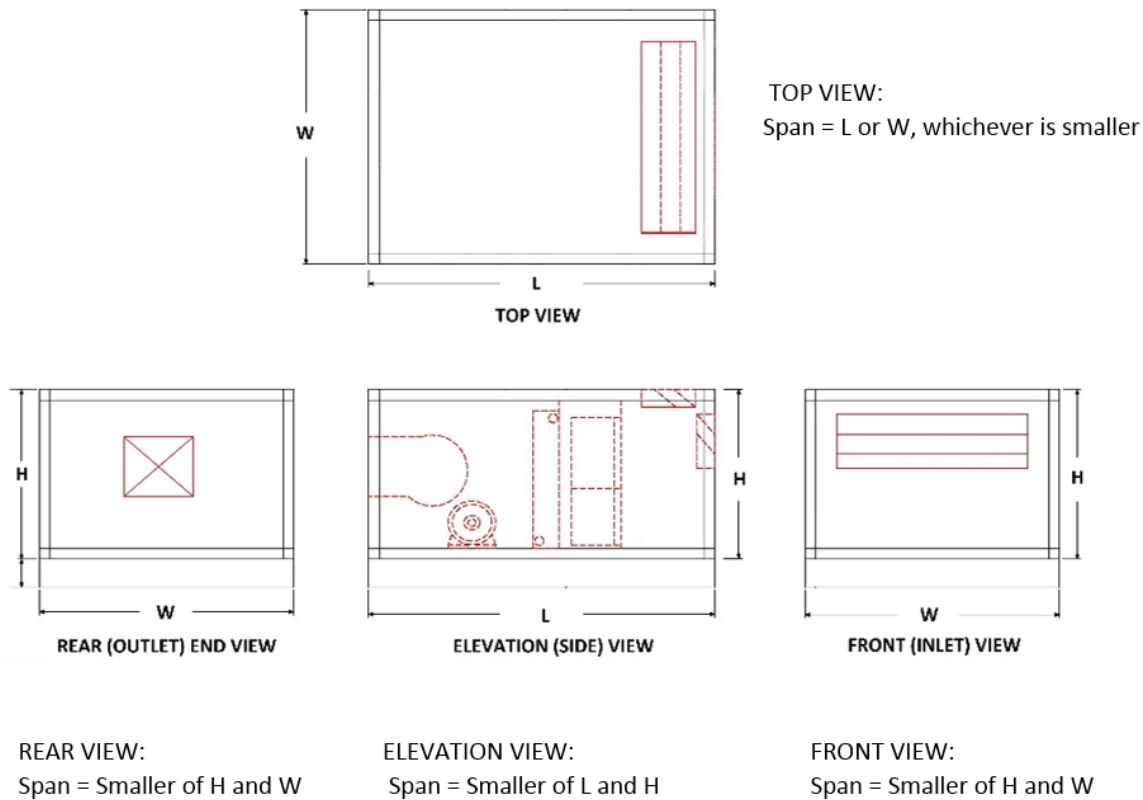 W
TOP VIEW:
Span = L or W, whichever is smaller
L
TOP VIEW
H
W
REAR (OUTLET) END VIEW
H
L
ELEVATION (SIDE) VIEW
H
W
FRONT (INLET) VIEW
REAR VIEW:
Span = Smaller of H and W
ELEVATION VIEW:
Span = Smaller of L and H
FRONT VIEW:
Span = Smaller of H and W